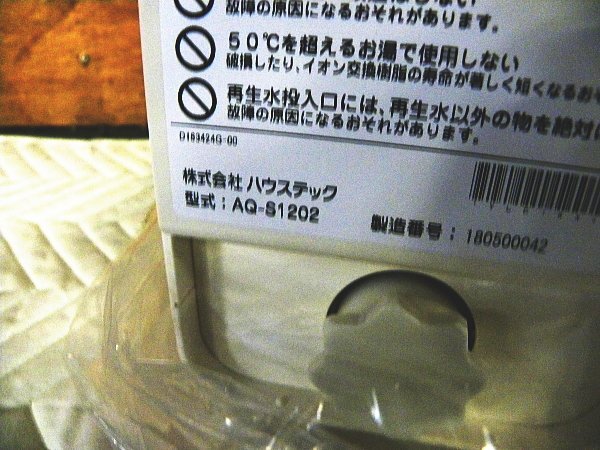 故障の原因になるおそれがあります。
50℃を超えるお湯で使用しない
破損したり、イオン交換樹脂の寿命が著しく短くなるおそ
再生水投入口には、再生水以外の物を絶対に
故障の原因になるおそれがあります。
D183424G-00
株式会社 ハウステック
型式：AQ-S1202
製造番号：180500042